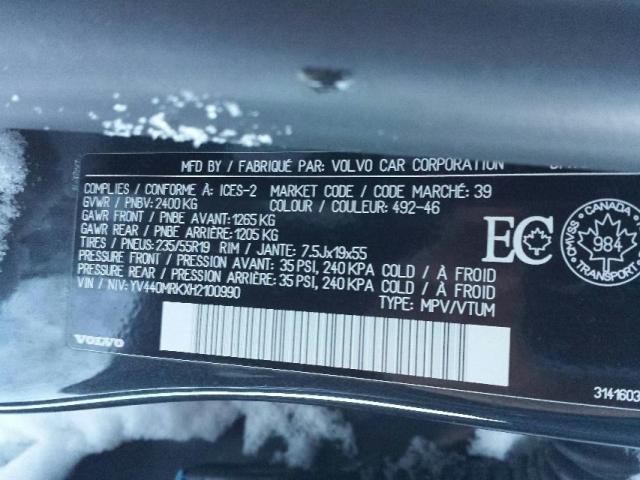 MFD BY / FABRIQUÉ PAR: VOLVO CAR CORPORATION
COMPLIES / CONFORME À: ICES-2 MARKET CODE / CODE MARCHÉ: 39
GVWR / PNBV: 2400 KG COLOUR / COULEUR: 492-46
GAWR FRONT / PNBE AVANT: 1265 KG
GAWR REAR / PNBE ARRIÈRE: 1205 KG
TIRES / PNEUS: 235/55R19 RIM / JANTE: 7.5Jx19x55
PRESSURE FRONT / PRESSION AVANT: 35 PSI, 240 KPA COLD / À FROID
PRESSURE REAR / PRESSION ARRIÈRE: 35 PSI, 240 KPA COLD / À FROID
VIN / NIV: YV440MRKXH2100990
TYPE: MPV/VTUM
EC
CANADA
984
CMVSS
TRANSPORT
VOLVO
3141603